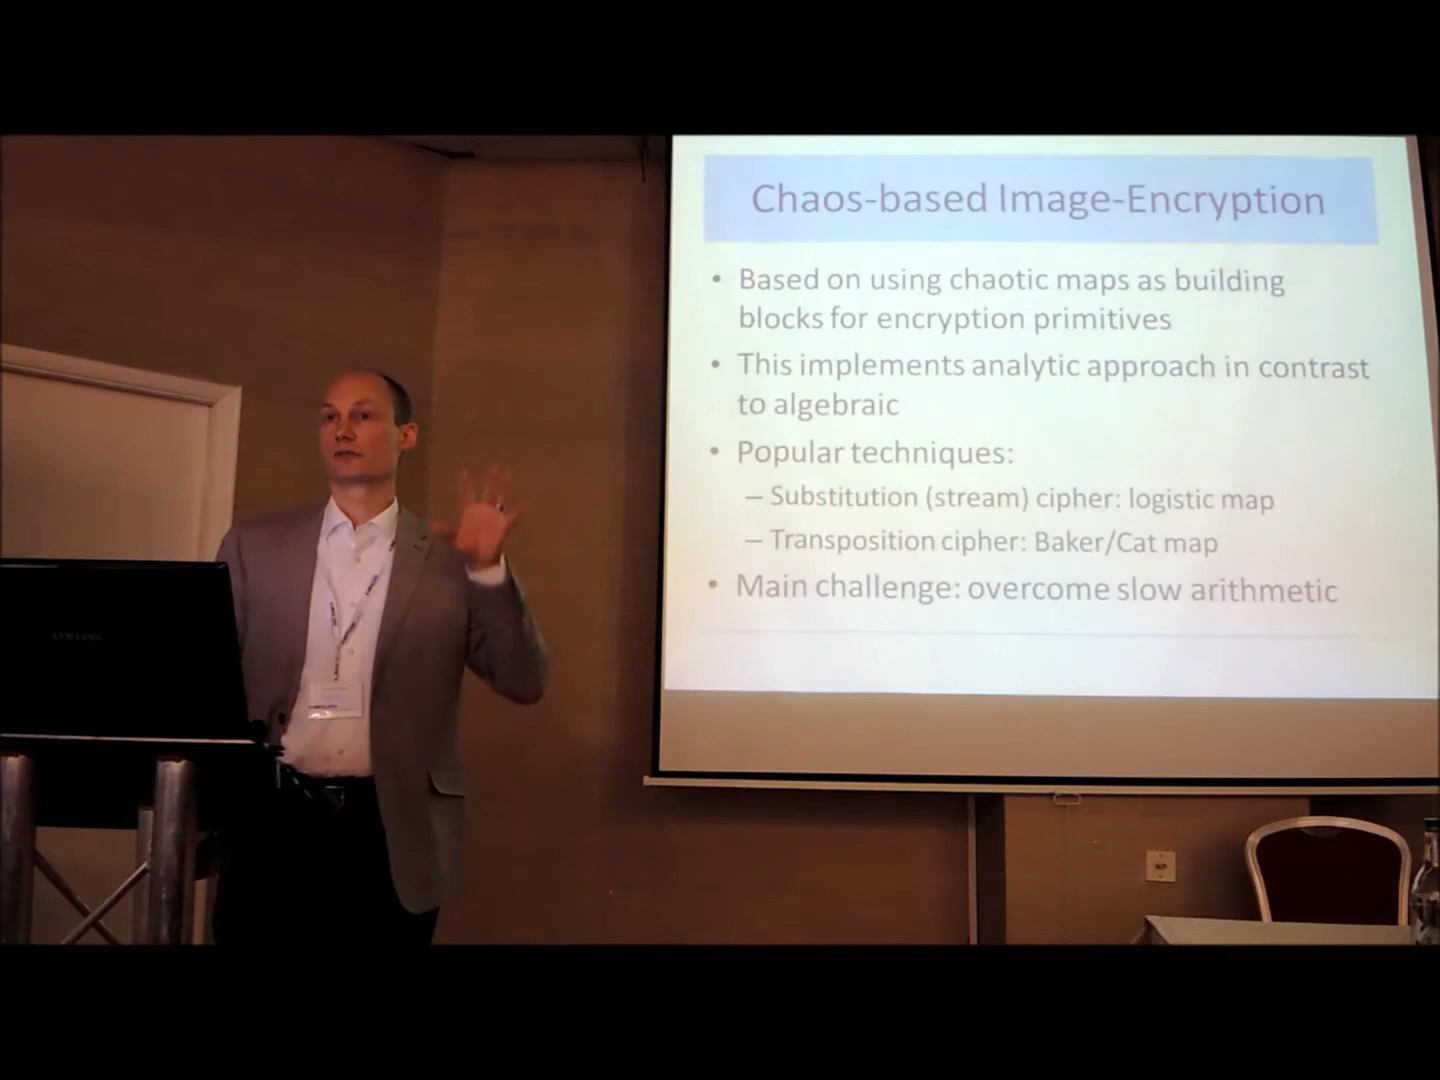 Chaos-based Image-Encryption
• Based on using chaotic maps as building
blocks for encryption primitives
• This implements analytic approach in contrast
to algebraic
• Popular techniques:
– Substitution (stream) cipher: logistic map
– Transposition cipher: Baker/Cat map
• Main challenge: overcome slow arithmetic
SAMSUNG